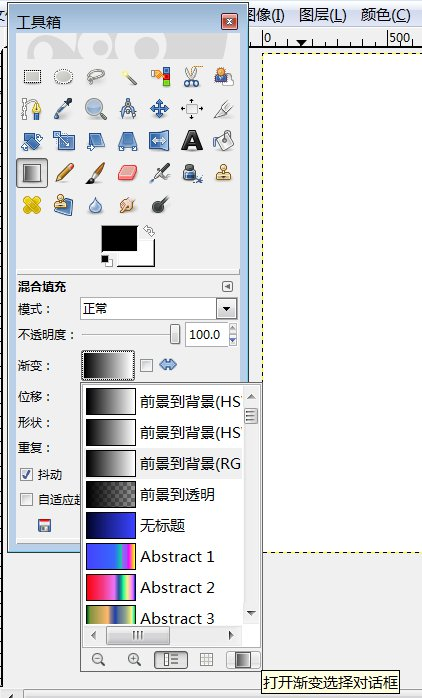 工具箱
图像(I) 图层(L) 颜色(C)
0 500
混合填充
模式： 正常
不透明度： 100.0
渐变：
位移：
形状：
重复：
抖动
自适应
前景到背景(HS
前景到背景(HS
前景到背景(RG
前景到透明
无标题
Abstract 1
Abstract 2
Abstract 3
打开渐变选择对话框